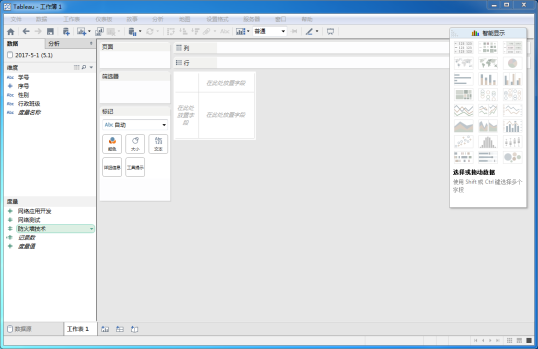 Tableau - 工作簿 1
文件 数据 工作表 仪表板 故事 分析 地图 设置格式 服务器 窗口 帮助
普通
智能显示
数据 分析
2017-5-1 (5.1)
维度
Abc 学号
序号
Abc 性别
Abc 行政班级
Abc 度量名称
度量
网络应用开发
网络测试
防火墙技术
记录数
度量值
页面
筛选器
标记
Abc 自动
颜色 大小 文本
详细信息 工具提示
列
行
在此处放置字段
在此处放置字段
在此处放置字段
选择或拖动数据
使用 Shift 或 Ctrl 键选择多个字段
数据源 工作表 1